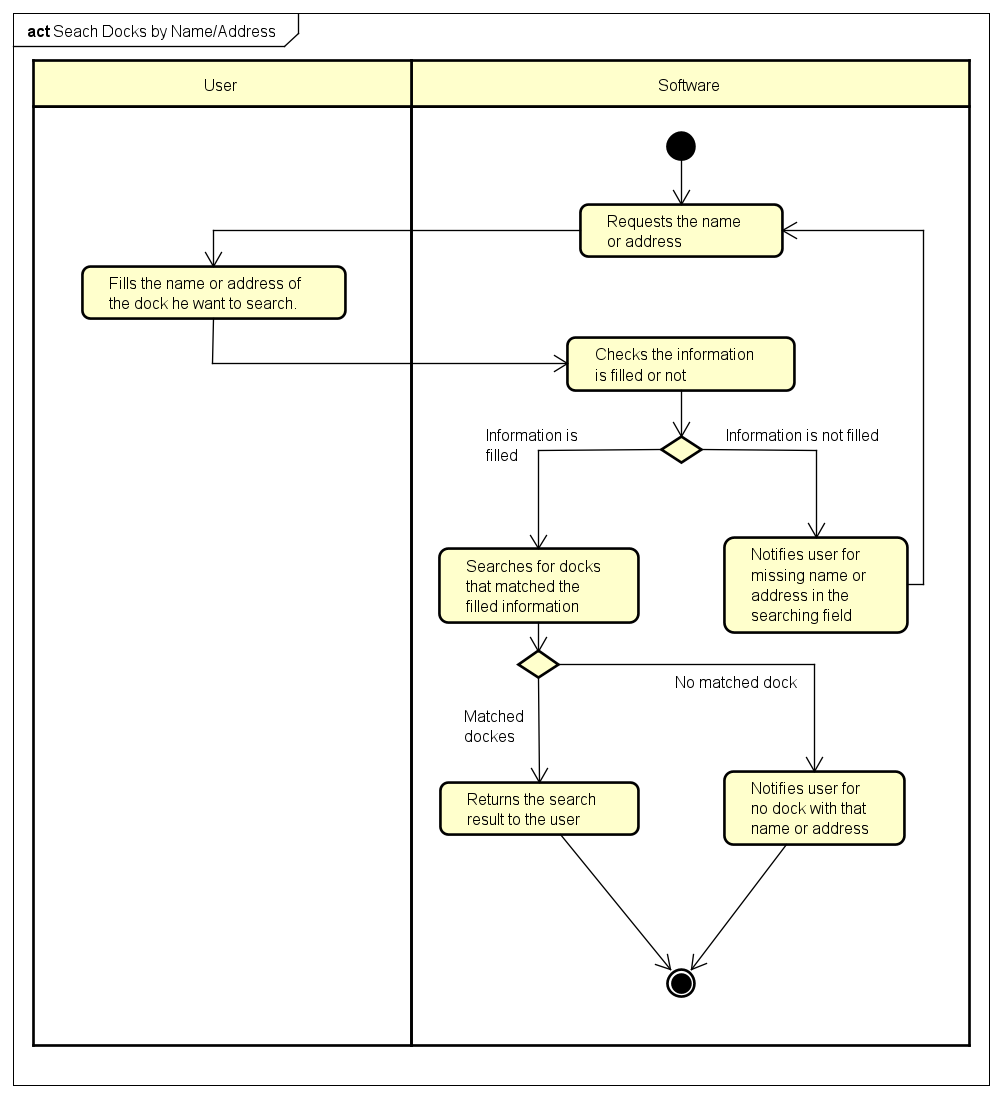 act Seach Docks by Name/Address
User
Software
Requests the name
or address
Fills the name or address of
the dock he want to search.
Checks the information
is filled or not
Information is
filled
Information is not filled
Searches for docks
that matched the
filled information
Notifies user for
missing name or
address in the
searching field
No matched dock
Matched
dockes
Returns the search
result to the user
Notifies user for
no dock with that
name or address